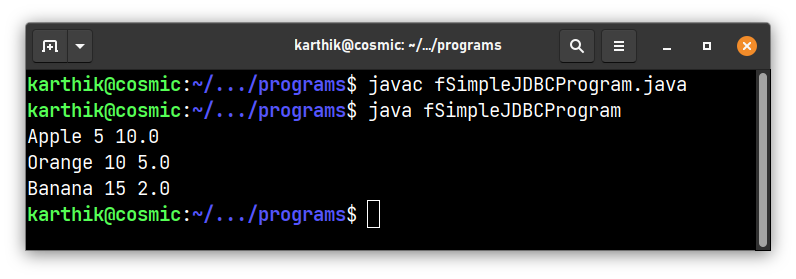 karthik@cosmic: ~/.../programs
karthik@cosmic:~/.../programs$ javac fSimpleJDBCProgram.java
karthik@cosmic:~/.../programs$ java fSimpleJDBCProgram
Apple 5 10.0
Orange 10 5.0
Banana 15 2.0
karthik@cosmic:~/.../programs$